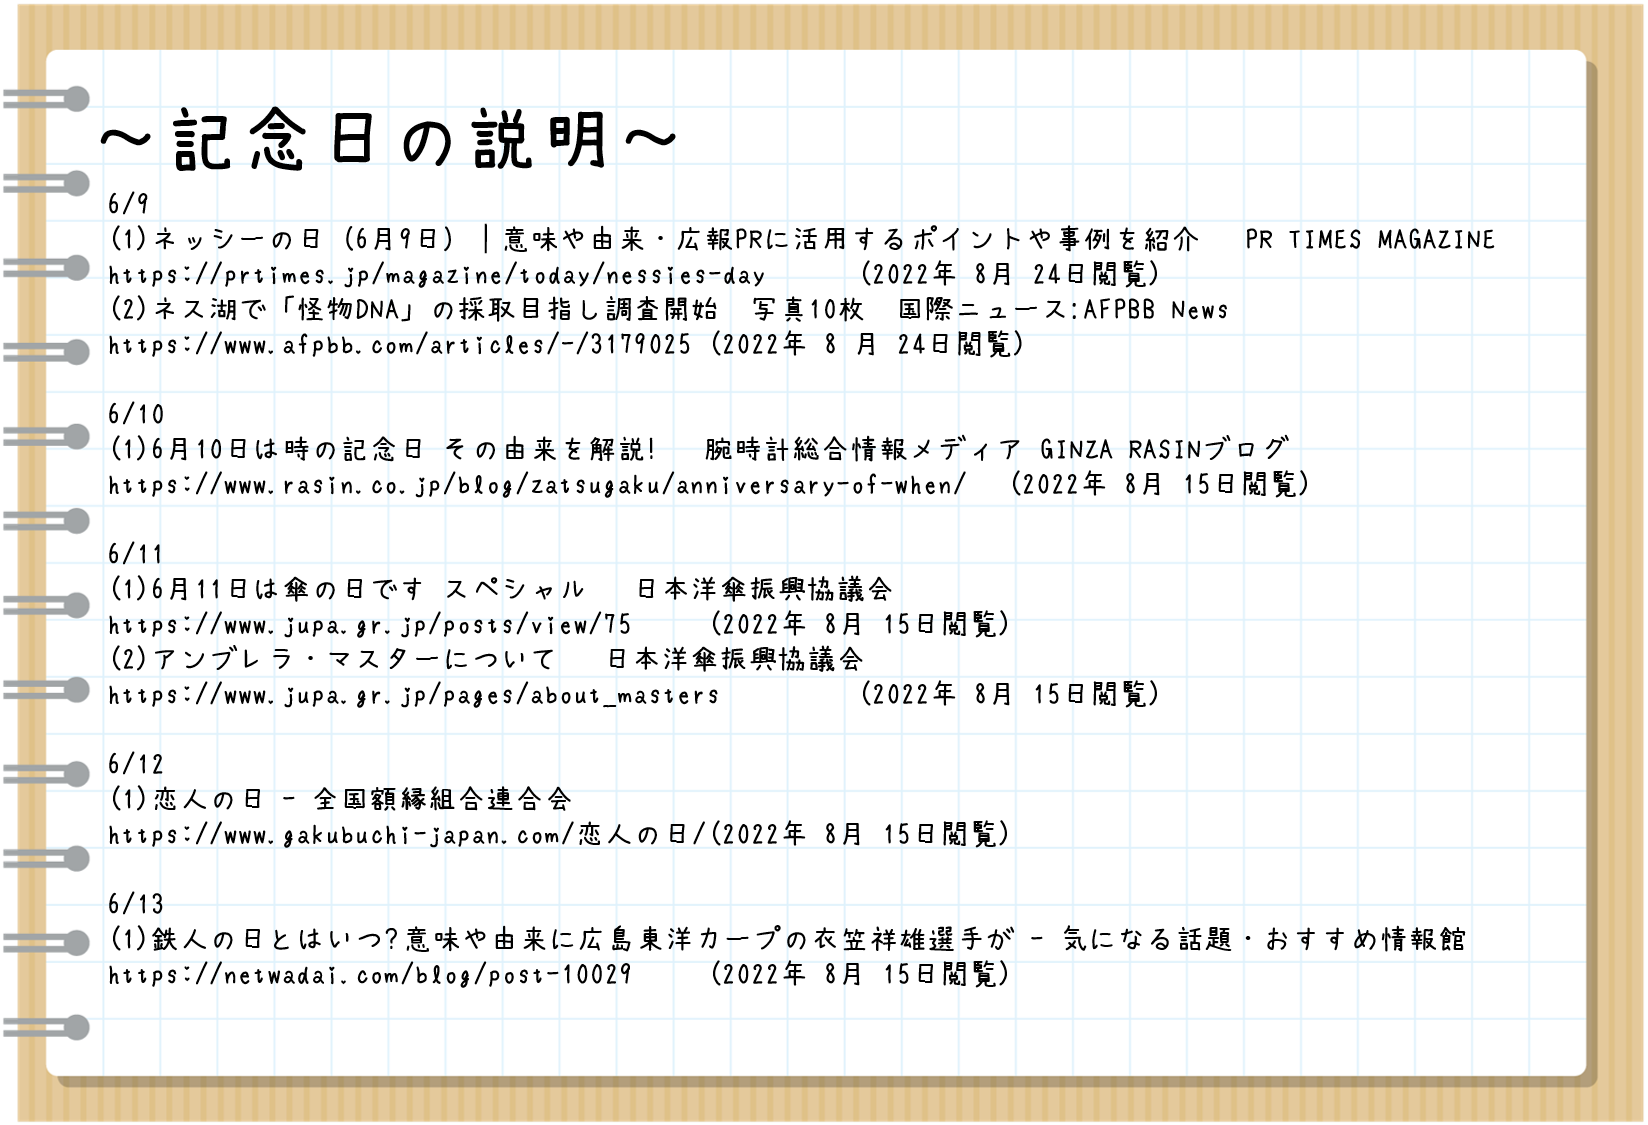 ～記念日の説明～
6/9
(1)ネッシーの日（6月9日）｜意味や由来・広報PRに活用するポイントや事例を紹介　PR TIMES MAGAZINE
https://prtimes.jp/magazine/today/nessies-day　　　（2022年 8月 24日閲覧）
(2)ネス湖で「怪物DNA」の採取目指し調査開始　写真10枚　国際ニュース:AFPBB News
https://www.afpbb.com/articles/-/3179025（2022年 8 月 24日閲覧）
6/10
(1)6月10日は時の記念日 その由来を解説!　腕時計総合情報メディア GINZA RASINブログ
https://www.rasin.co.jp/blog/zatsugaku/anniversary-of-when/　（2022年 8月 15日閲覧）
6/11
(1)6月11日は傘の日です スペシャル　日本洋傘振興協議会
https://www.jupa.gr.jp/posts/view/75　　（2022年 8月 15日閲覧）
(2)アンブレラ・マスターについて　日本洋傘振興協議会
https://www.jupa.gr.jp/pages/about_masters　　　　（2022年 8月 15日閲覧）
6/12
(1)恋人の日 - 全国額縁組合連合会
https://www.gakubuchi-japan.com/恋人の日/（2022年 8月 15日閲覧）
6/13
(1)鉄人の日とはいつ?意味や由来に広島東洋カープの衣笠祥雄選手が - 気になる話題・おすすめ情報館
https://netwadai.com/blog/post-10029　　（2022年 8月 15日閲覧）